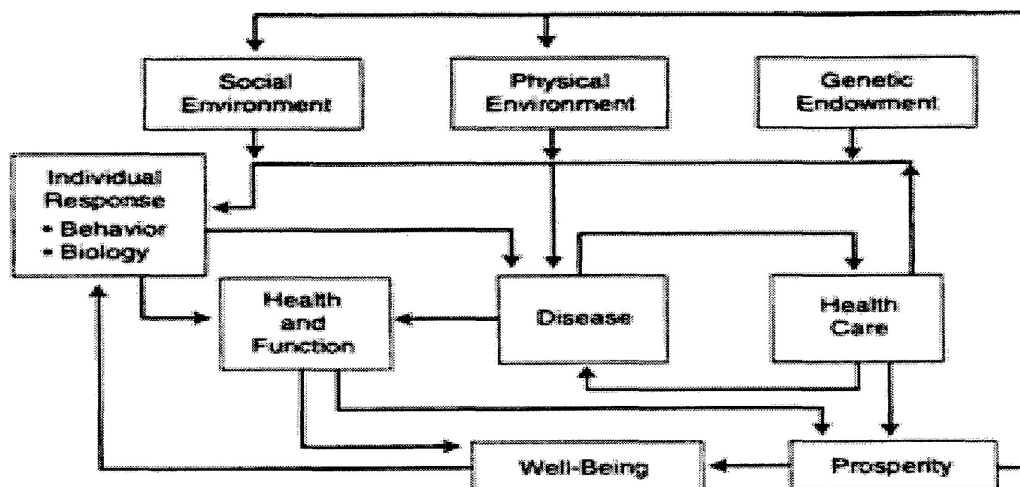 Social
Environment
Physical
Environment
Genetic
Endowment
Individual
Response
• Behavior
• Biology
Health
and
Function
Disease
Health
Care
Well-Being
Prosperity